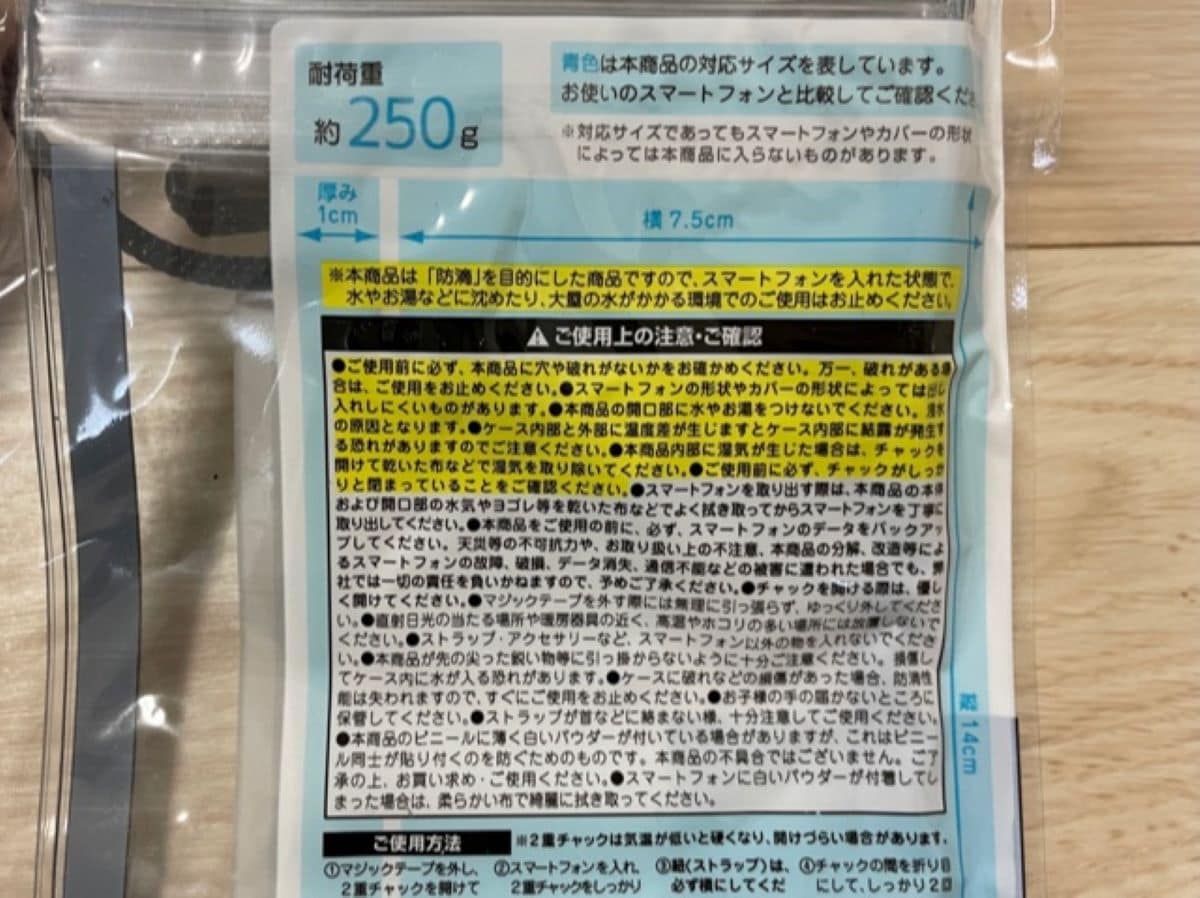 耐荷重
約250g
青色は本商品の対応サイズを表しています。
お使いのスマートフォンと比較してご確認くだ
※対応サイズであってもスマートフォンやカバーの形状
によっては本商品に入らないものがあります。
厚み
1cm
横7.5cm
※本商品は「防滴」を目的にした商品ですので、スマートフォンを入れた状態で、
水やお湯などに沈めたり、大量の水がかかる環境でのご使用はお止めください。
ご使用上の注意・ご確認
●ご使用前に必ず、本商品に穴や破れがないかをお確かめください。万一、破れがある場
合は、ご使用をお止めください。●スマートフォンの形状やカバーの形状によっては出し
入れしにくいものがあります。●本商品の開口部に水やお湯をつけないでください。浸水
の原因となります。●ケース内部と外部に温度差が生じますとケース内部に結露が発生す
る恐れがありますのでご注意ください。●本商品内部に湿気が生じた場合は、チャックを
開けて乾いた布などで湿気を取り除いてください。●ご使用前に必ず、チャックがしっか
りと閉まっていることをご確認ください。●スマートフォンを取り出す際は、本商品の本体
および開口部の水気やヨゴレ等を乾いた布などでよく拭き取ってからスマートフォンを丁寧に
取り出してください。●本商品をご使用の前に、必ず、スマートフォンのデータをバックアッ
プしてください。天災等の不可抗力や、お取り扱い上の不注意、本商品の分解、改造等によ
るスマートフォンの故障、破損、データ消失、通信不能などの被害に遭われた場合でも、弊
社では一切の責任を負いかねますので、予めご了承ください。●チャックを開ける際は、優し
く開けてください。●マジックテープを外す際には無理に引っ張らず、ゆっくり外してくださ
い。●直射日光の当たる場所や暖房器具の近く、高温やホコリの多い場所には放置しないで
ください。●ストラップ・アクセサリーなど、スマートフォン以外の物を入れないでくださ
い。●本商品が先の尖った鋭い物等に引っ掛からないように十分ご注意ください。損傷し
てケース内に水が入る恐れがあります。●ケースに破れなどの損傷があった場合、防滴性
能は失われますので、すぐにご使用をお止めください。●お子様の手の届かないところに
保管してください。●ストラップが首などに絡まない様、十分注意してご使用ください。
●本商品のビニールに薄く白いパウダーが付いている場合がありますが、これはビニー
ル同士が貼り付くのを防ぐためのものです。本商品の不具合ではございません。ご了
承の上、お買い求め・ご使用ください。●スマートフォンに白いパウダーが付着してし
まった場合は、柔らかい布で綺麗に拭き取ってください。
縦14cm
ご使用方法
※2重チャックは気温が低いと硬くなり、開けづらい場合があります。
①マジックテープを外し、
2重チャックを開けて
②スマートフォンを入れ、
2重チャックをしっかり
③紐(ストラップ)は、
必ず横にしてくだ
④チャックの間を折り目
にして、しっかり2回